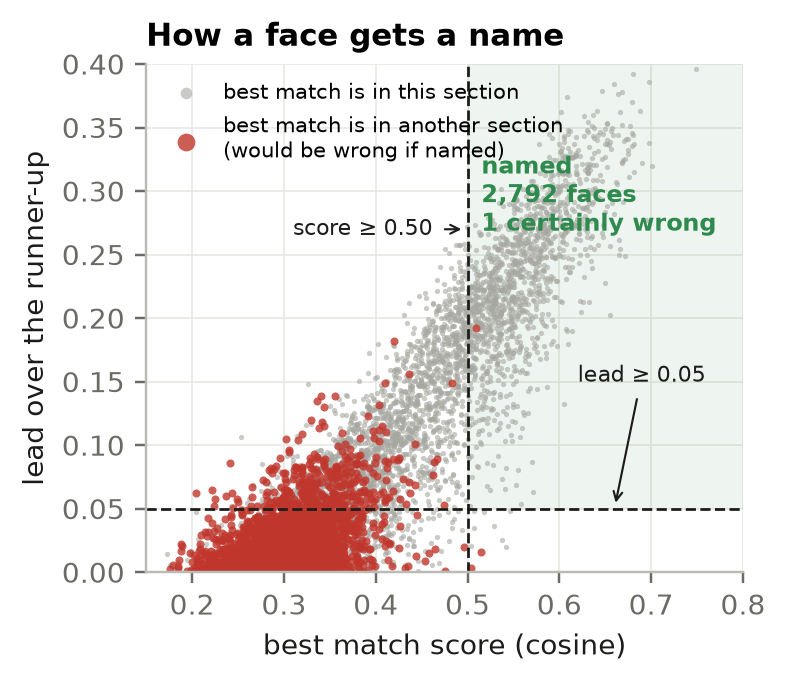 How a face gets a name
best match is in this section
best match is in another section
(would be wrong if named)
named
2,792 faces
1 certainly wrong
score ≥ 0.50
lead ≥ 0.05
lead over the runner-up
0.40
0.35
0.30
0.25
0.20
0.15
0.10
0.05
0.00
0.2 0.3 0.4 0.5 0.6 0.7 0.8
best match score (cosine)